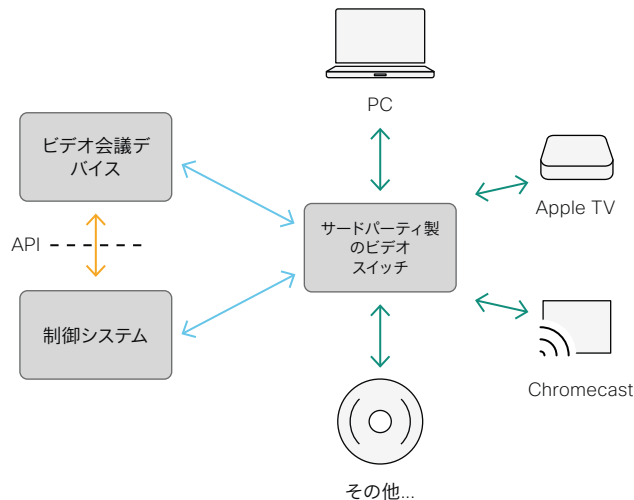 PC
ビデオ会議デ
バイス
サードパーティ製
のビデオ
スイッチ
Apple TV
API
制御システム
Chromecast
その他...